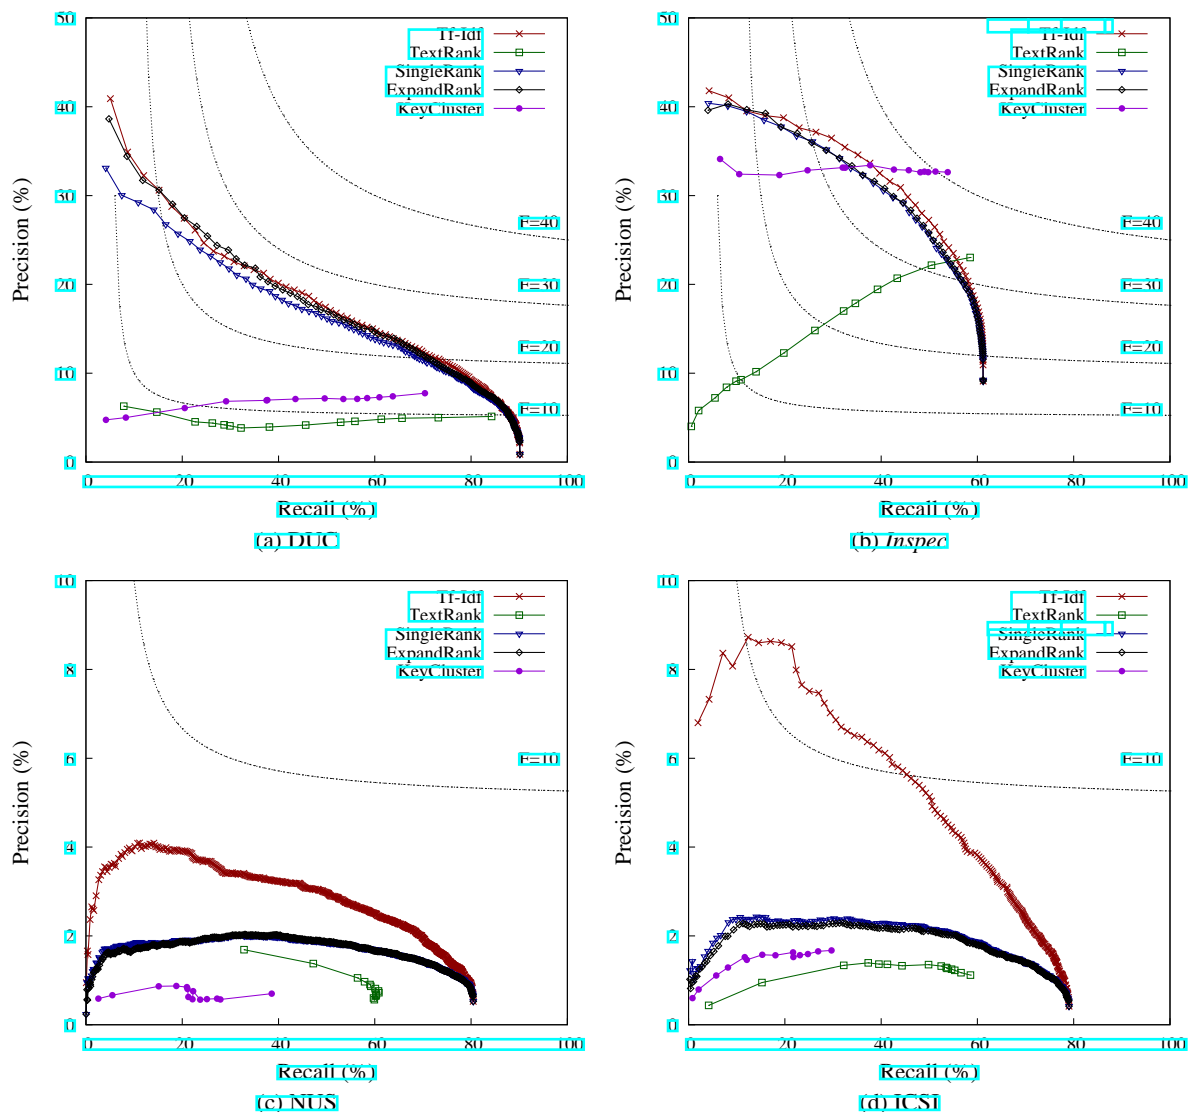 50
40
30
20
10
0
Precision (%)
Tf-Idf
TextRank
SingleRank
ExpandRank
KeyCluster
F=40
F=30
F=20
F=10
0 20 40 60 80 100
Recall (%)
(a) DUC
50
40
30
20
10
0
Precision (%)
Tf-Idf
TextRank
SingleRank
ExpandRank
KeyCluster
F=40
F=30
F=20
F=10
0 20 40 60 80 100
Recall (%)
(b) Inspec
10
8
6
4
2
0
Precision (%)
Tf-Idf
TextRank
SingleRank
ExpandRank
KeyCluster
F=10
0 20 40 60 80 100
Recall (%)
(c) NUS
10
8
6
4
2
0
Precision (%)
Tf-Idf
TextRank
SingleRank
ExpandRank
KeyCluster
F=10
0 20 40 60 80 100
Recall (%)
(d) ICSI